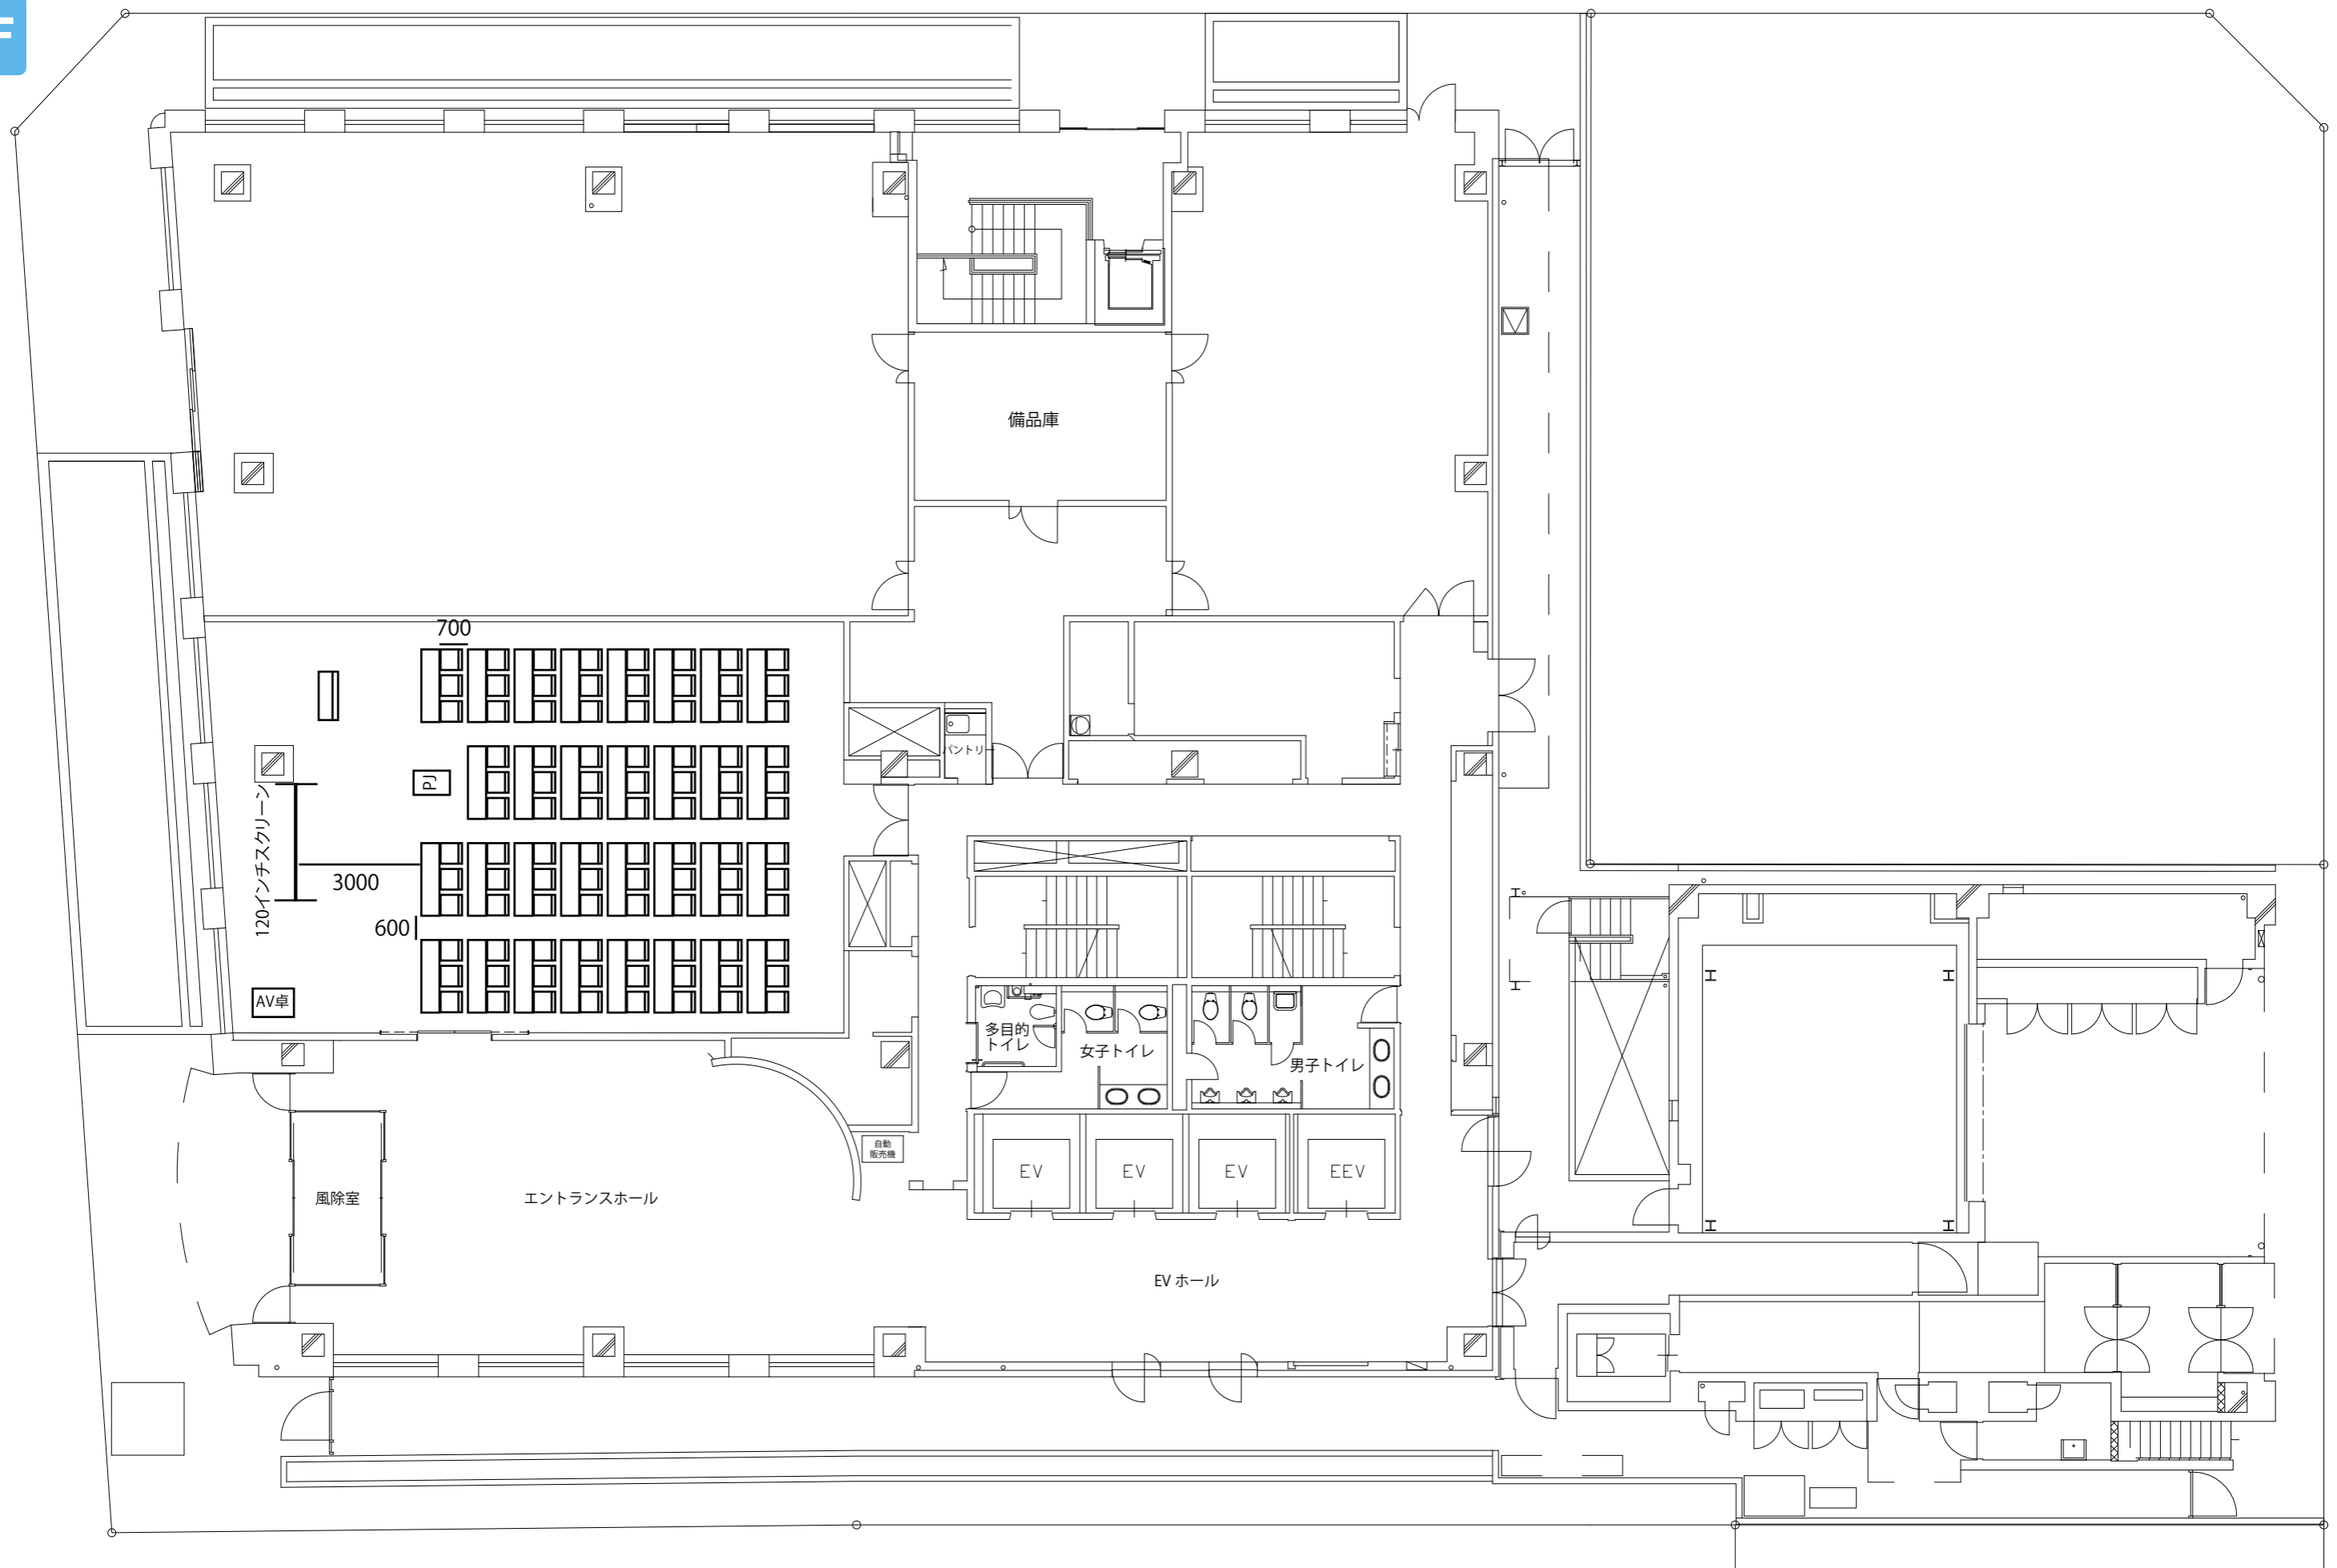 備品庫
700
パントリー
PJ
120インチスクリーン
3000
600
AV卓
多目的
トイレ
女子トイレ
男子トイレ
自動
販売機
EV
EV
EV
EEV
風除室
エントランスホール
EV ホール